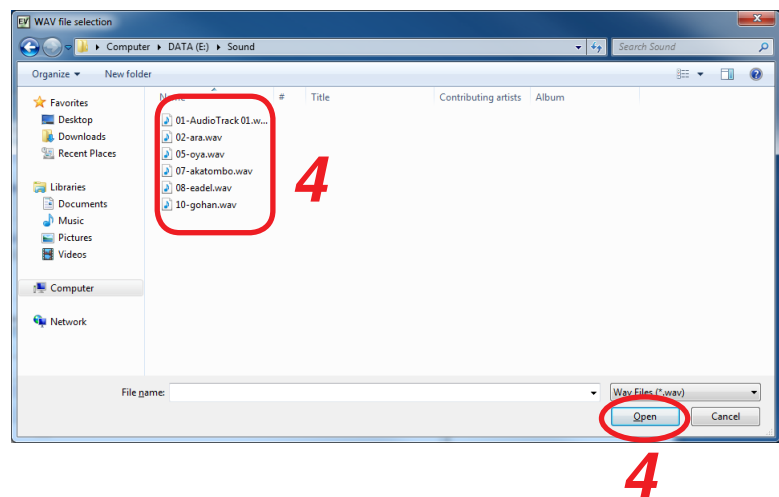 EV WAV file selection
Computer DATA (E:) Sound
Search Sound
Organize New folder
Name # Title Contributing artists Album
Favorites
Desktop
Downloads
Recent Places
Libraries
Documents
Music
Pictures
Videos
Computer
Network
01-AudioTrack 01.w...
02-ara.wav
05-oya.wav
07-akatombo.wav
08-eadel.wav
10-gohan.wav
4
File name:
Wav Files (*.wav)
Open Cancel
4